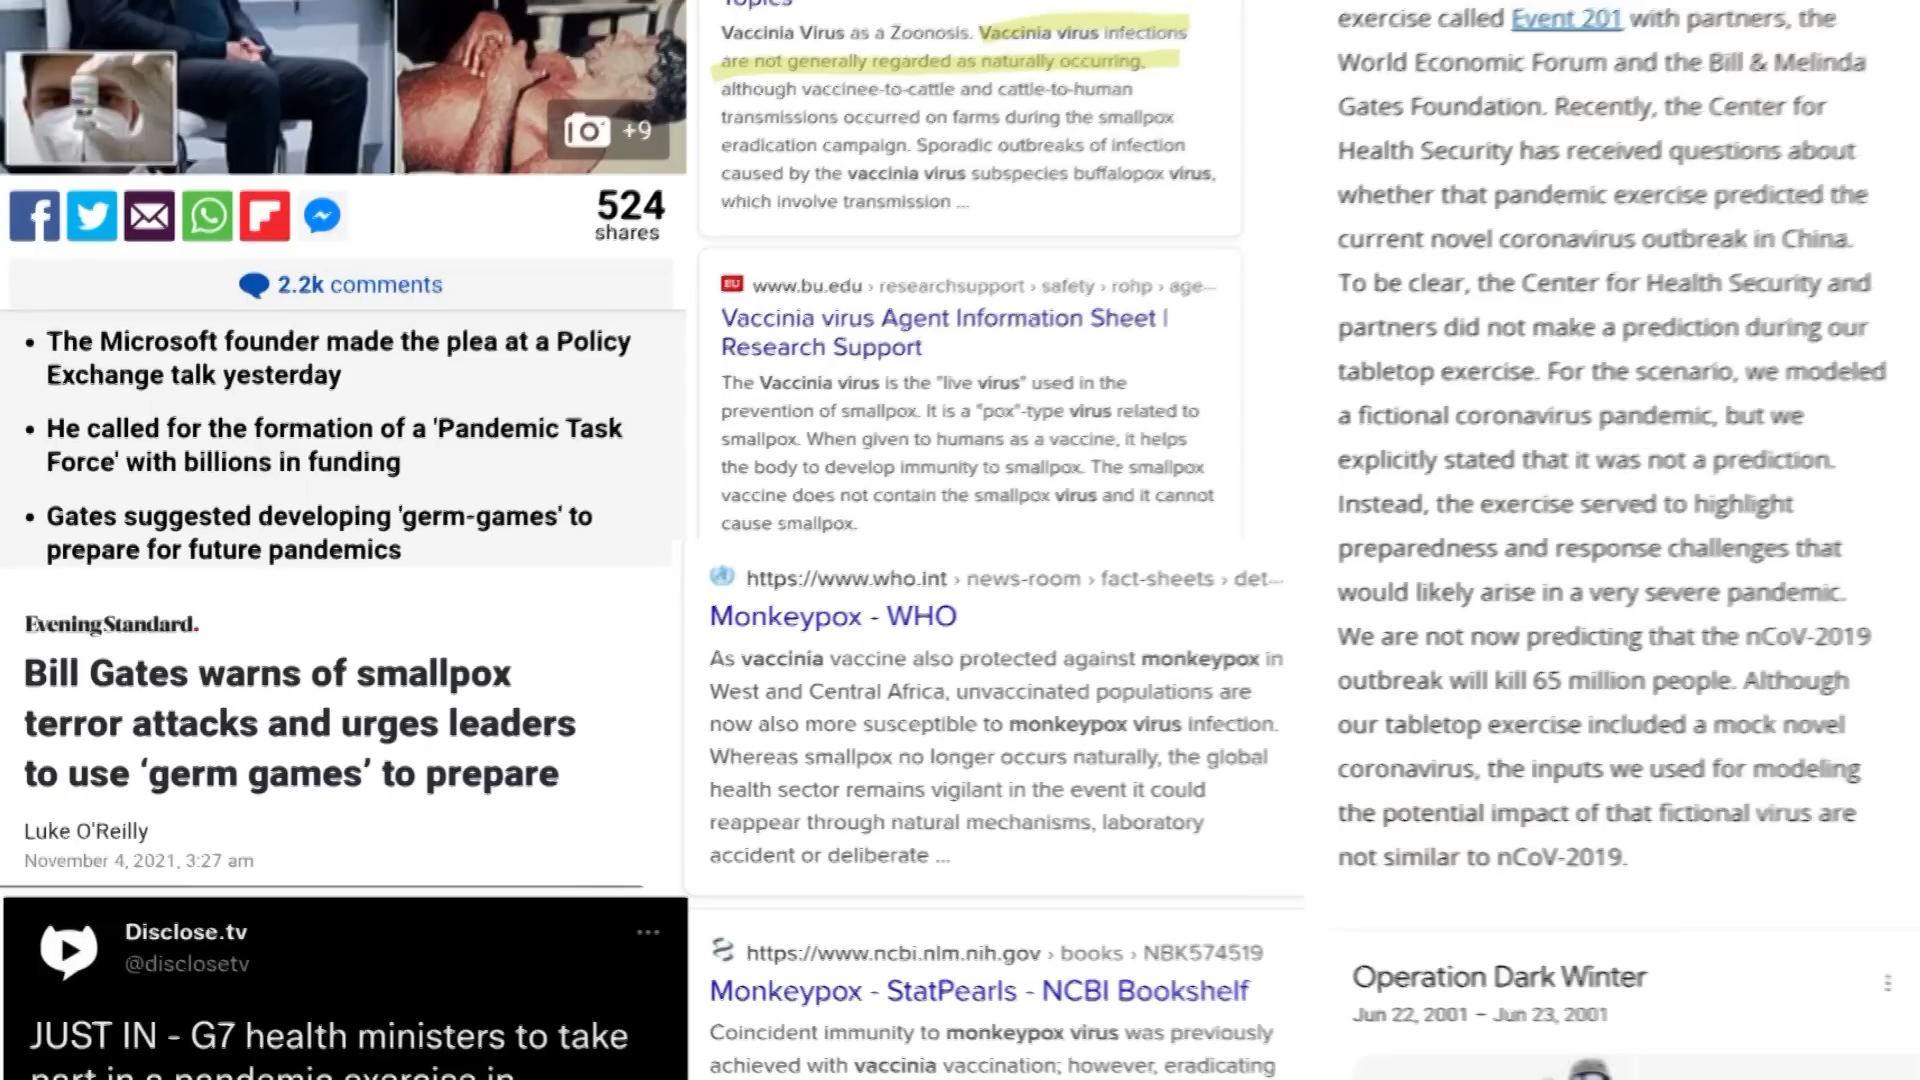 +9
524
shares
2.2k comments
• The Microsoft founder made the plea at a Policy
Exchange talk yesterday
• He called for the formation of a 'Pandemic Task
Force' with billions in funding
• Gates suggested developing 'germ-games' to
prepare for future pandemics
Evening Standard.
Bill Gates warns of smallpox
terror attacks and urges leaders
to use ‘germ games’ to prepare
Luke O'Reilly
November 4, 2021, 3:27 am
Disclose.tv
@disclosetv
JUST IN - G7 health ministers to take
part in a pandemic exercise in
Topics
Vaccinia Virus as a Zoonosis. Vaccinia virus infections
are not generally regarded as naturally occurring,
although vaccinee-to-cattle and cattle-to-human
transmissions occurred on farms during the smallpox
eradication campaign. Sporadic outbreaks of infection
caused by the vaccinia virus subspecies buffalopox virus,
which involve transmission ...
BU www.bu.edu › researchsupport › safety › rohp › age...
Vaccinia virus Agent Information Sheet |
Research Support
The Vaccinia virus is the "live virus" used in the
prevention of smallpox. It is a "pox"-type virus related to
smallpox. When given to humans as a vaccine, it helps
the body to develop immunity to smallpox. The smallpox
vaccine does not contain the smallpox virus and it cannot
cause smallpox.
https://www.who.int › news-room › fact-sheets › det...
Monkeypox - WHO
As vaccinia vaccine also protected against monkeypox in
West and Central Africa, unvaccinated populations are
now also more susceptible to monkeypox virus infection.
Whereas smallpox no longer occurs naturally, the global
health sector remains vigilant in the event it could
reappear through natural mechanisms, laboratory
accident or deliberate ...
https://www.ncbi.nlm.nih.gov › books › NBK574519
Monkeypox - StatPearls - NCBI Bookshelf
Coincident immunity to monkeypox virus was previously
achieved with vaccinia vaccination; however, eradicating
exercise called Event 201 with partners, the
World Economic Forum and the Bill & Melinda
Gates Foundation. Recently, the Center for
Health Security has received questions about
whether that pandemic exercise predicted the
current novel coronavirus outbreak in China.
To be clear, the Center for Health Security and
partners did not make a prediction during our
tabletop exercise. For the scenario, we modeled
a fictional coronavirus pandemic, but we
explicitly stated that it was not a prediction.
Instead, the exercise served to highlight
preparedness and response challenges that
would likely arise in a very severe pandemic.
We are not now predicting that the nCoV-2019
outbreak will kill 65 million people. Although
our tabletop exercise included a mock novel
coronavirus, the inputs we used for modeling
the potential impact of that fictional virus are
not similar to nCoV-2019.
Operation Dark Winter
Jun 22, 2001 – Jun 23, 2001